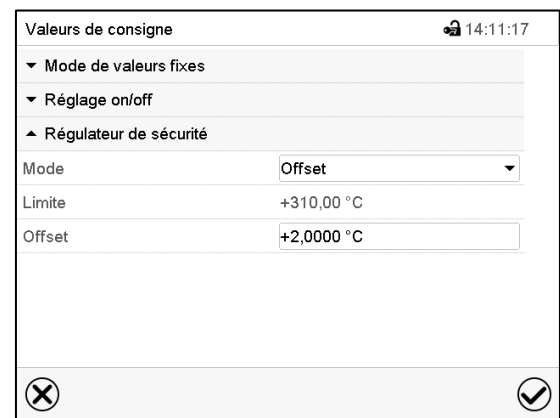 Valeurs de consigne 14:11:17
Mode de valeurs fixes
Réglage on/off
Régulateur de sécurité
Mode Offset
Limite +310,00 °C
Offset +2,0000 °C